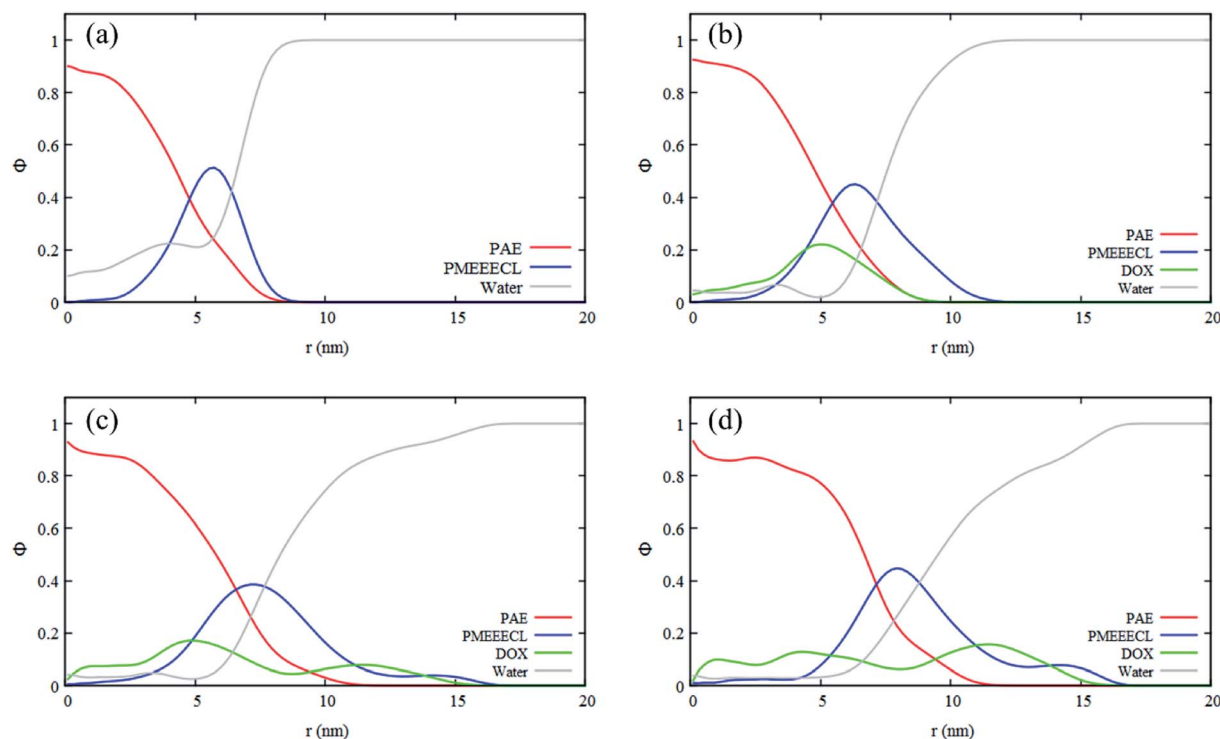 (a)
1
0.8
0.6
0.4
0.2
0
Φ
PAE
PMEEECL
Water
0 5 10 15 20
r (nm)
(b)
1
0.8
0.6
0.4
0.2
0
Φ
PAE
PMEEECL
DOX
Water
0 5 10 15 20
r (nm)
(c)
1
0.8
0.6
0.4
0.2
0
Φ
PAE
PMEEECL
DOX
Water
0 5 10 15 20
r (nm)
(d)
1
0.8
0.6
0.4
0.2
0
Φ
PAE
PMEEECL
DOX
Water
0 5 10 15 20
r (nm)